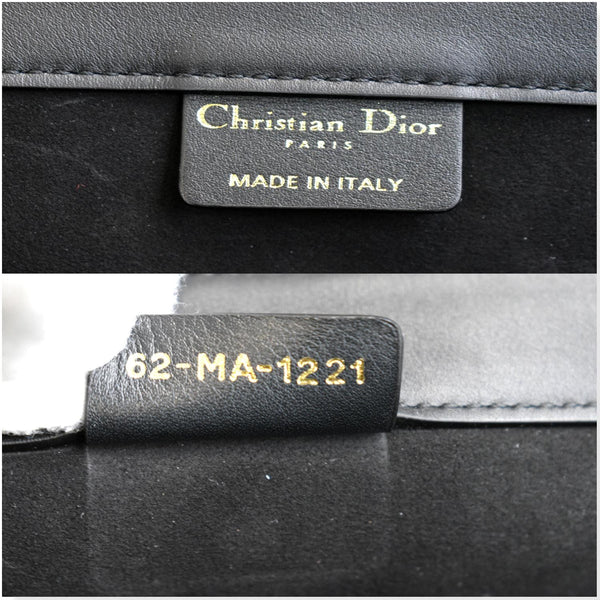 Christian Dior
PARIS
MADE IN ITALY
62-MA-1221